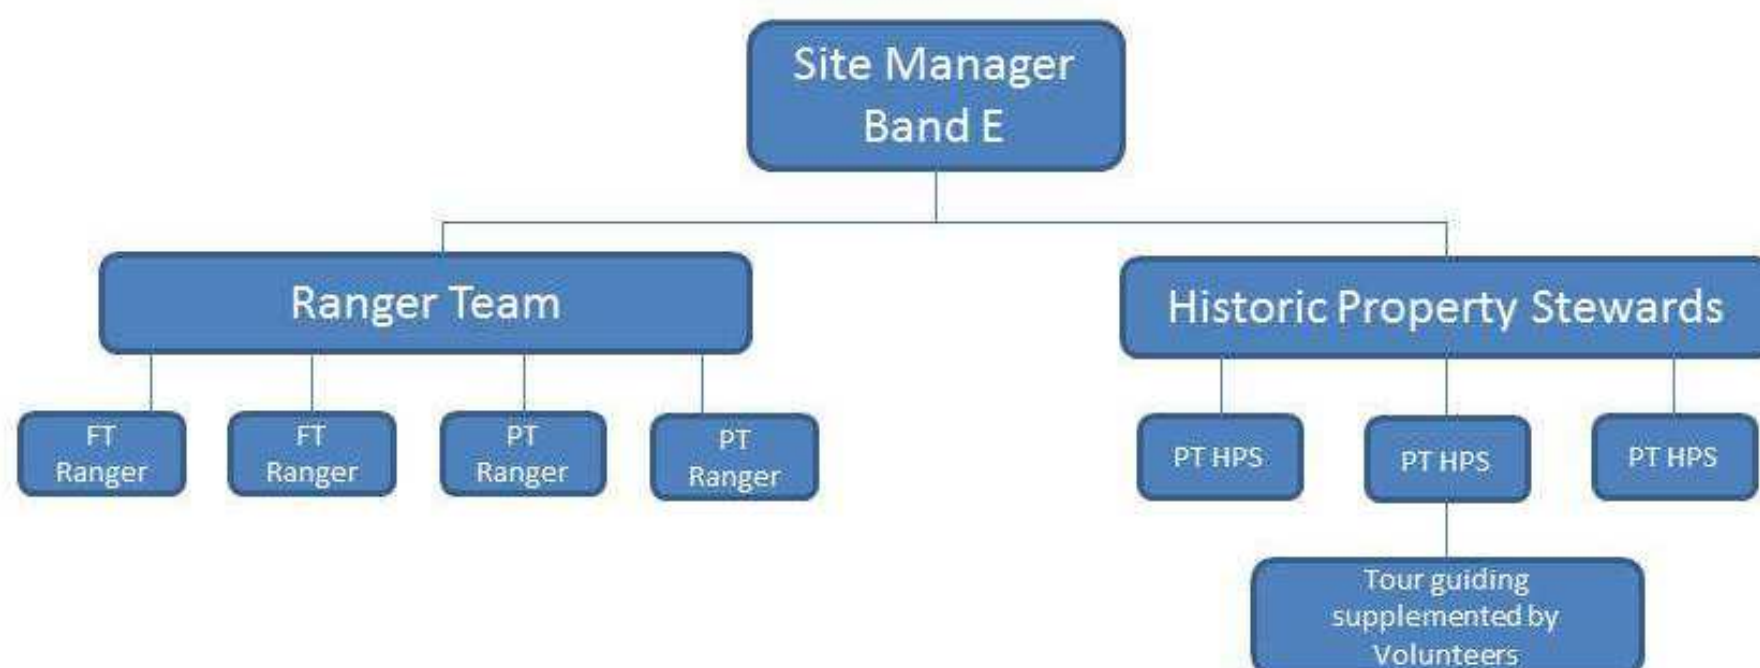 Site Manager
Band E
Ranger Team
Historic Property Stewards
FT
Ranger
FT
Ranger
PT
Ranger
PT
Ranger
PT HPS
PT HPS
PT HPS
Tour guiding
supplemented by
Volunteers